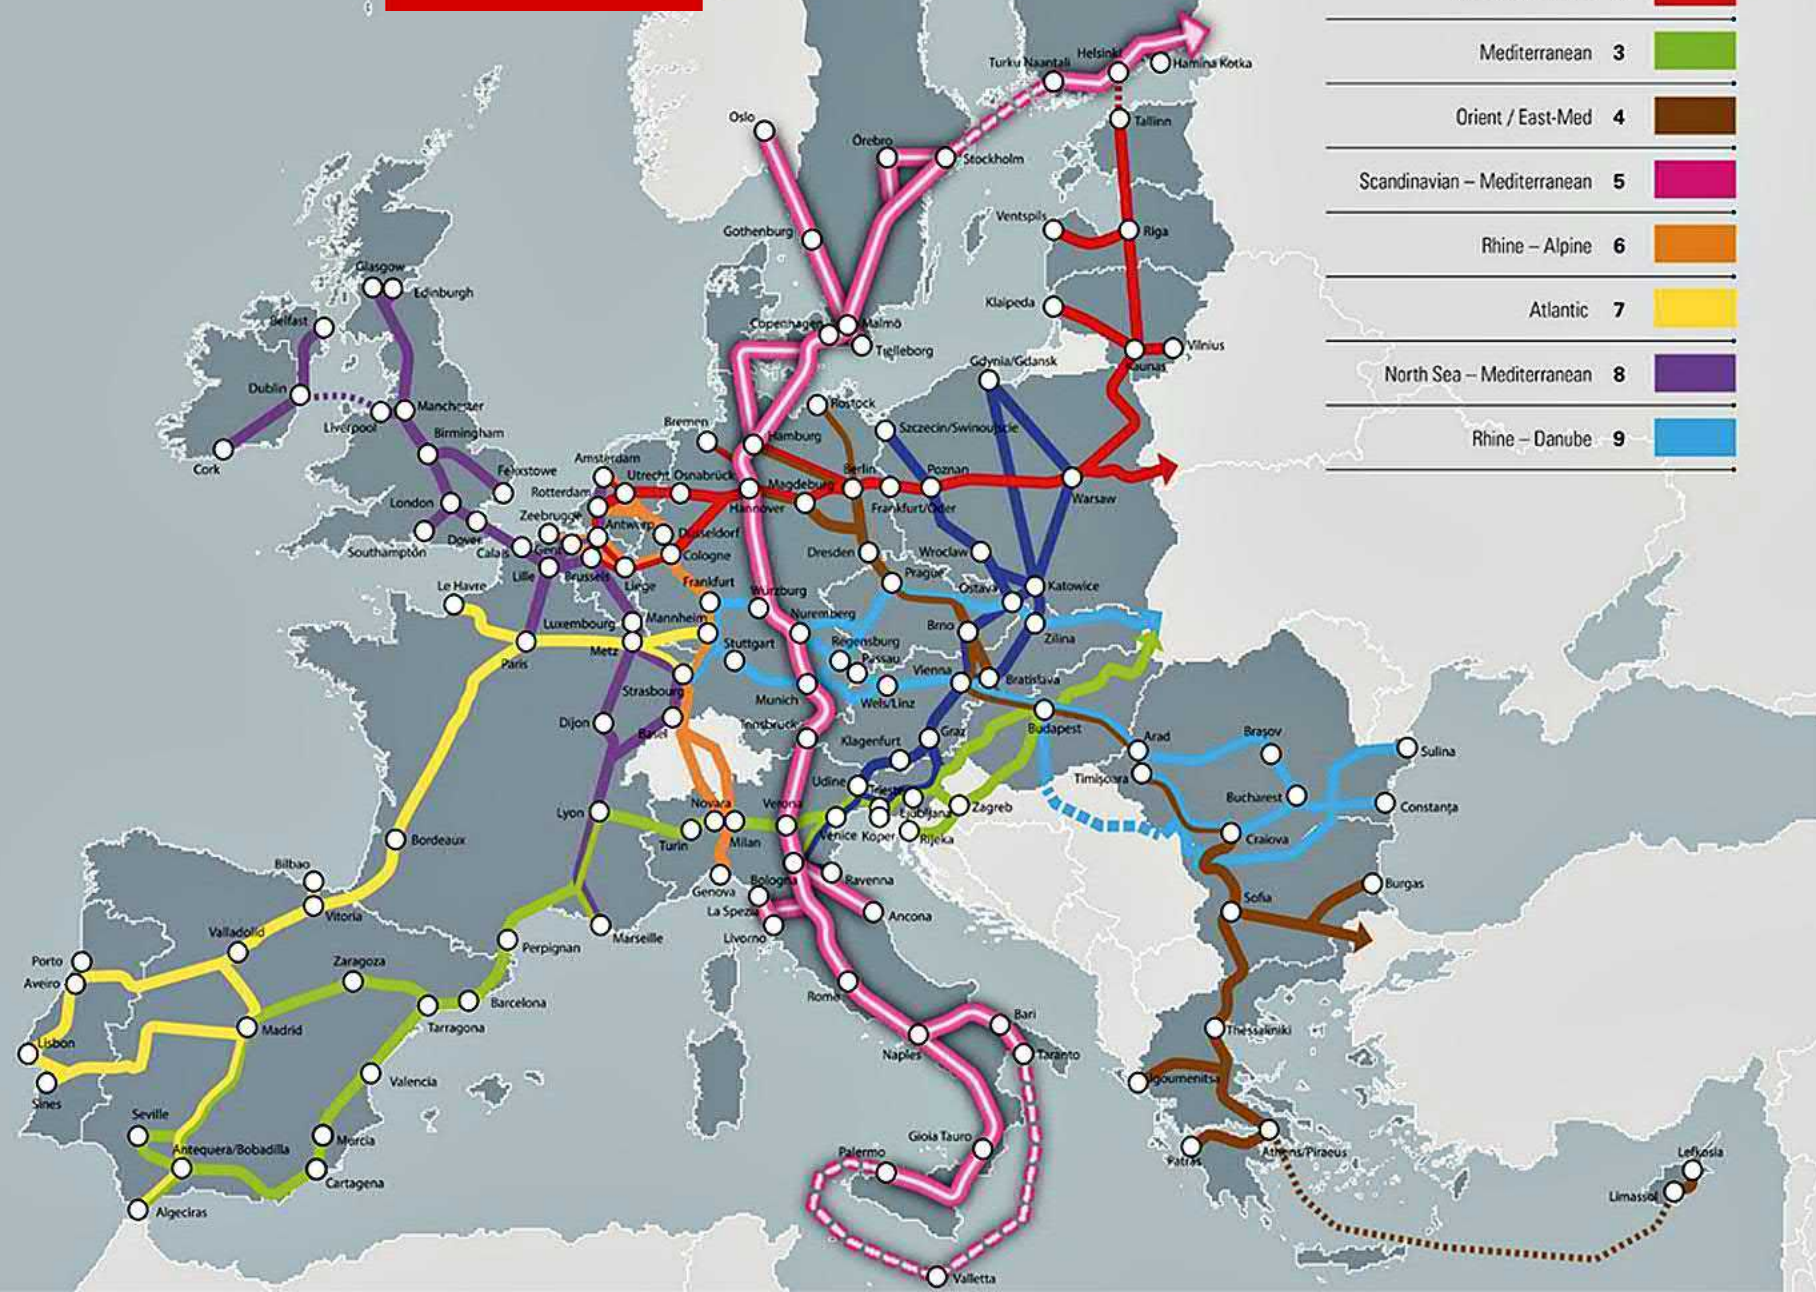 Mediterranean 3
Orient / East-Med 4
Scandinavian – Mediterranean 5
Rhine – Alpine 6
Atlantic 7
North Sea – Mediterranean 8
Rhine – Danube 9
Helsinki
Turku Naantali
Hamina Kotka
Oslo
Tallinn
Örebro
Stockholm
Ventspils
Gothenburg
Riga
Glasgow
Edinburgh
Klaipeda
Belfast
Copenhagen
Malmö
Trelleborg
Vilnius
Kaunas
Gdynia/Gdansk
Dublin
Manchester
Rostock
Liverpool
Bremen
Szczecin/Swinoujscie
Birmingham
Hamburg
Cork
Amsterdam
Felixstowe
Utrecht
Osnabrück
Berlin
Poznan
Rotterdam
Magdeburg
Warsaw
London
Hannover
Frankfurt/Oder
Zeebrugge
Antwerp
Düsseldorf
Southampton
Dover
Calais
Gent
Cologne
Dresden
Wroclaw
Lille
Brussels
Liege
Frankfurt
Prague
Le Havre
Würzburg
Ostava
Katowice
Luxembourg
Mannheim
Nuremberg
Brno
Paris
Metz
Stuttgart
Regensburg
Zilina
Passau
Vienna
Bratislava
Strasbourg
Munich
Wels/Linz
Dijon
Basel
Innsbruck
Klagenfurt
Graz
Budapest
Arad
Braşov
Sulina
Udine
Timişoara
Trieste
Lyon
Novara
Verona
Ljubljana
Zagreb
Bucharest
Constanţa
Bordeaux
Turin
Milan
Venice
Koper
Rijeka
Craiova
Bilbao
Genova
Bologna
Ravenna
Burgas
Vitoria
La Spezia
Ancona
Sofia
Valladolid
Marseille
Livorno
Perpignan
Porto
Zaragoza
Aveiro
Rome
Barcelona
Madrid
Tarragona
Bari
Thessaliniki
Lisbon
Naples
Taranto
Valencia
Igoumenitsa
Sines
Seville
Murcia
Gioia Tauro
Antequera/Bobadilla
Palermo
Patras
Athens/Piraeus
Lefkosia
Cartagena
Limassol
Algeciras
Valletta